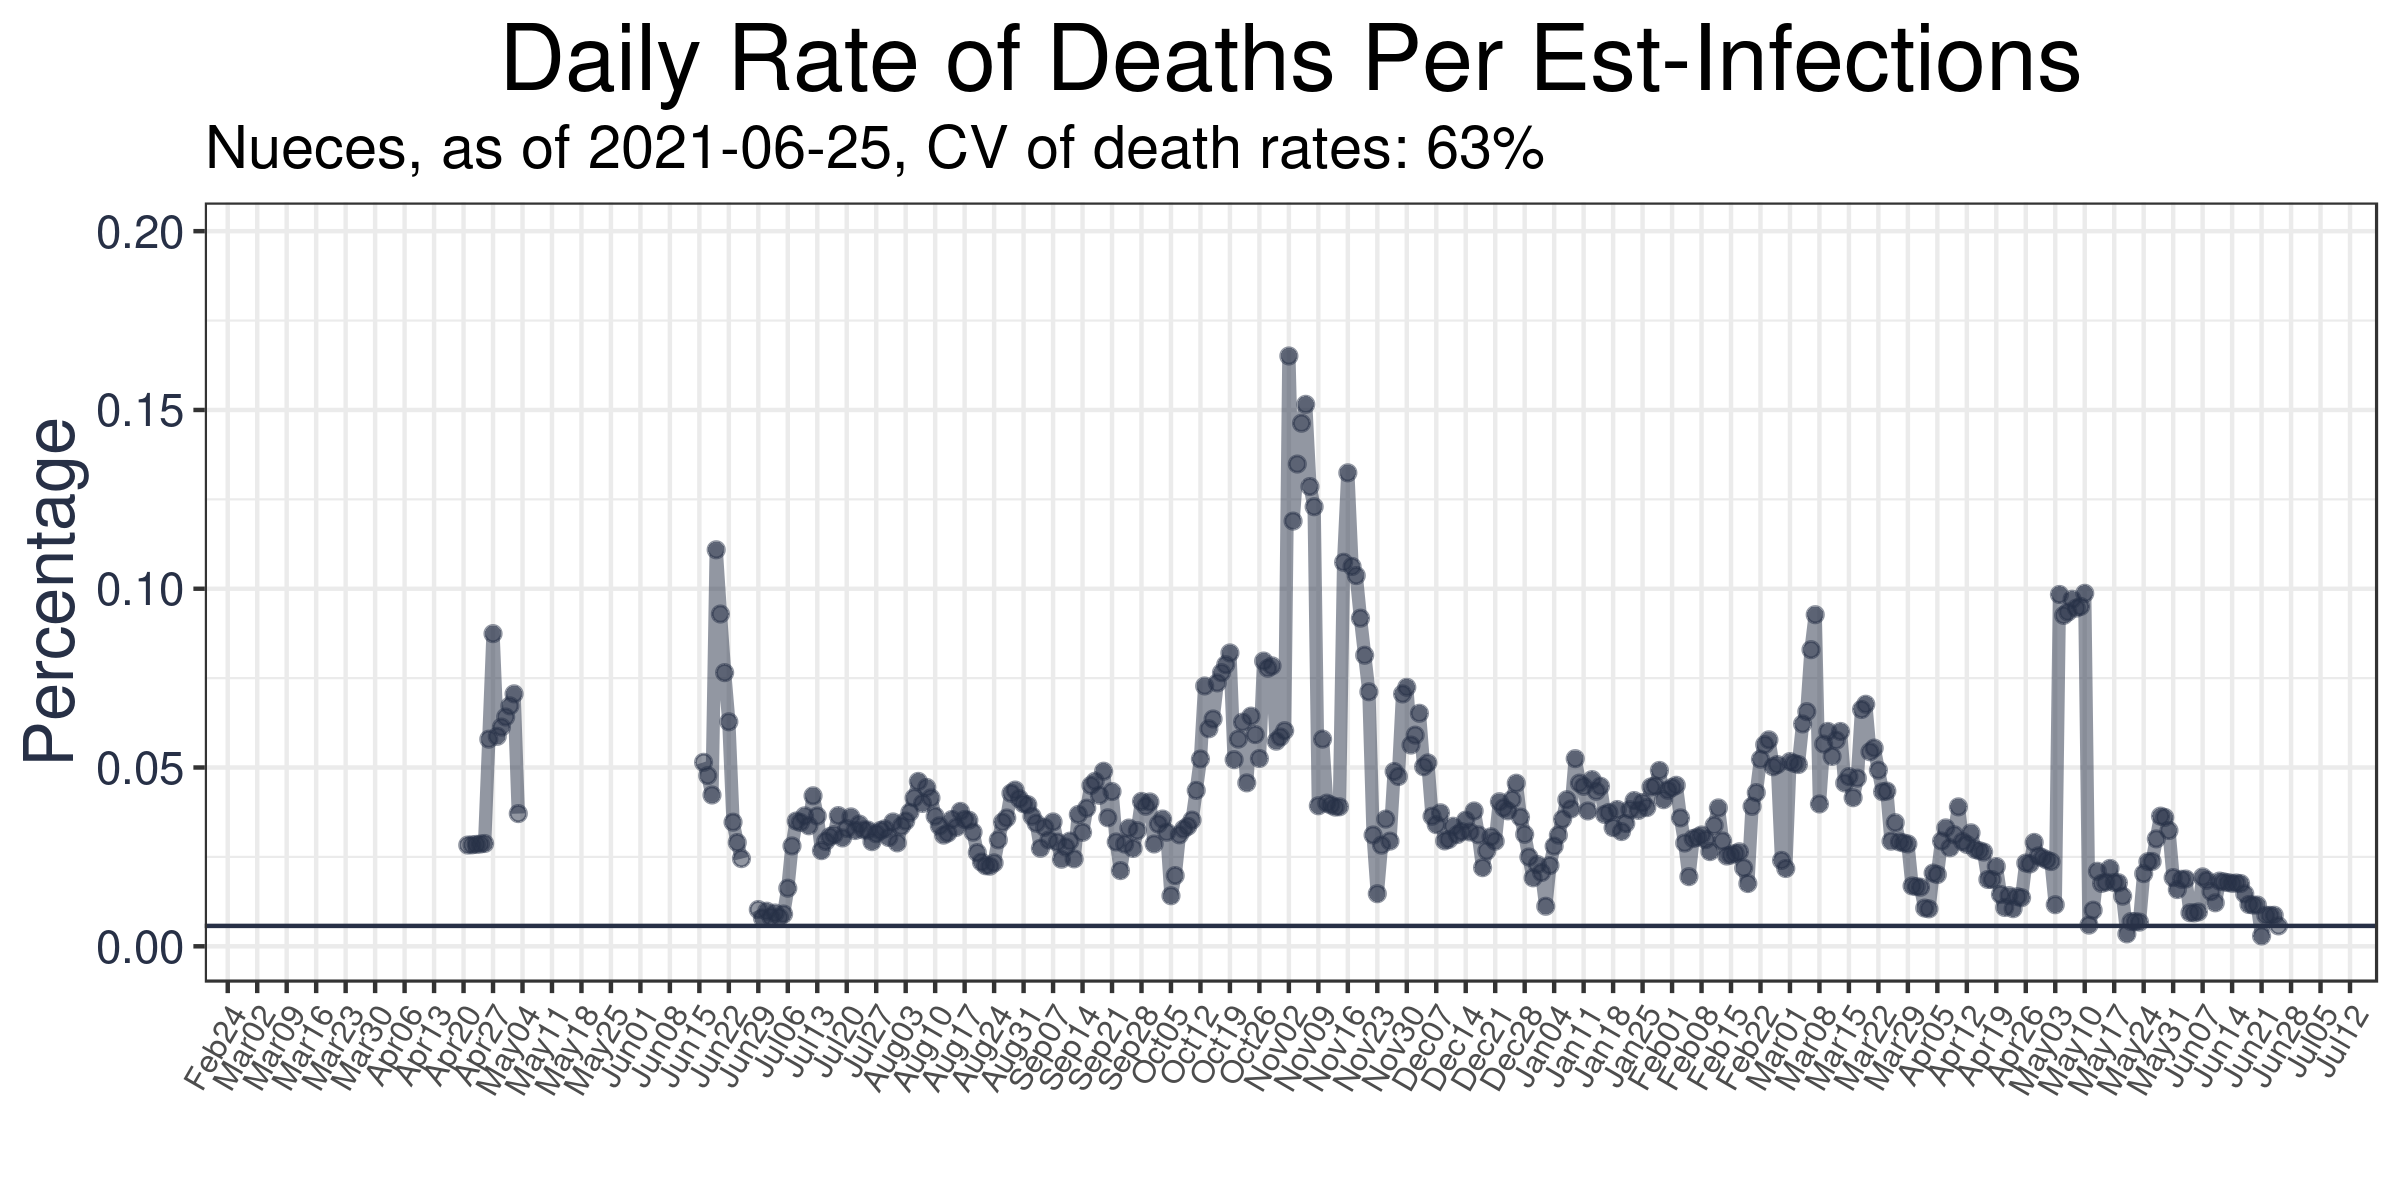 Daily Rate of Deaths Per Est-Infections
Nueces, as of 2021-06-25, CV of death rates: 63%
Percentage
0.20
0.15
0.10
0.05
0.00
Feb24
Mar02
Mar09
Mar16
Mar23
Mar30
Apr06
Apr13
Apr20
Apr27
May04
May11
May18
May25
Jun01
Jun08
Jun15
Jun22
Jun29
Jul06
Jul13
Jul20
Jul27
Aug03
Aug10
Aug17
Aug24
Aug31
Sep07
Sep14
Sep21
Sep28
Oct05
Oct12
Oct19
Oct26
Nov02
Nov09
Nov16
Nov23
Nov30
Dec07
Dec14
Dec21
Dec28
Jan04
Jan11
Jan18
Jan25
Feb01
Feb08
Feb15
Feb22
Mar01
Mar08
Mar15
Mar22
Mar29
Apr05
Apr12
Apr19
Apr26
May03
May10
May17
May24
May31
Jun07
Jun14
Jun21
Jun28
Jul05
Jul12